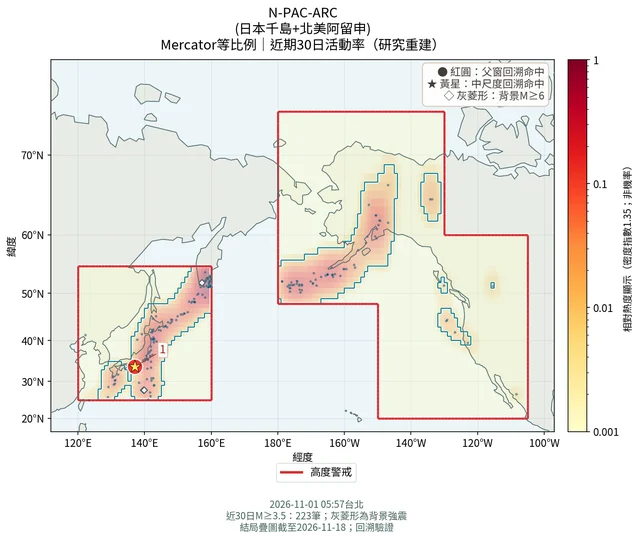 N-PAC-ARC
(日本千島+北美阿留申)
Mercator等比例｜近期30日活動率（研究重建）
● 紅圓：父窗回溯命中
★ 黃星：中尺度回溯命中
◇ 灰菱形：背景M≥6
70°N
60°N
50°N
40°N
30°N
20°N
緯度
1
120°E
140°E
160°E
180°E
160°W
140°W
120°W
100°W
經度
高度警戒
1
0.1
0.01
0.001
相對熱度顯示（密度指數1.35；非機率）
2026-11-01 05:57台北
近30日M≥3.5：223筆；灰菱形為背景強震
結局疊圖截至2026-11-18；回溯驗證